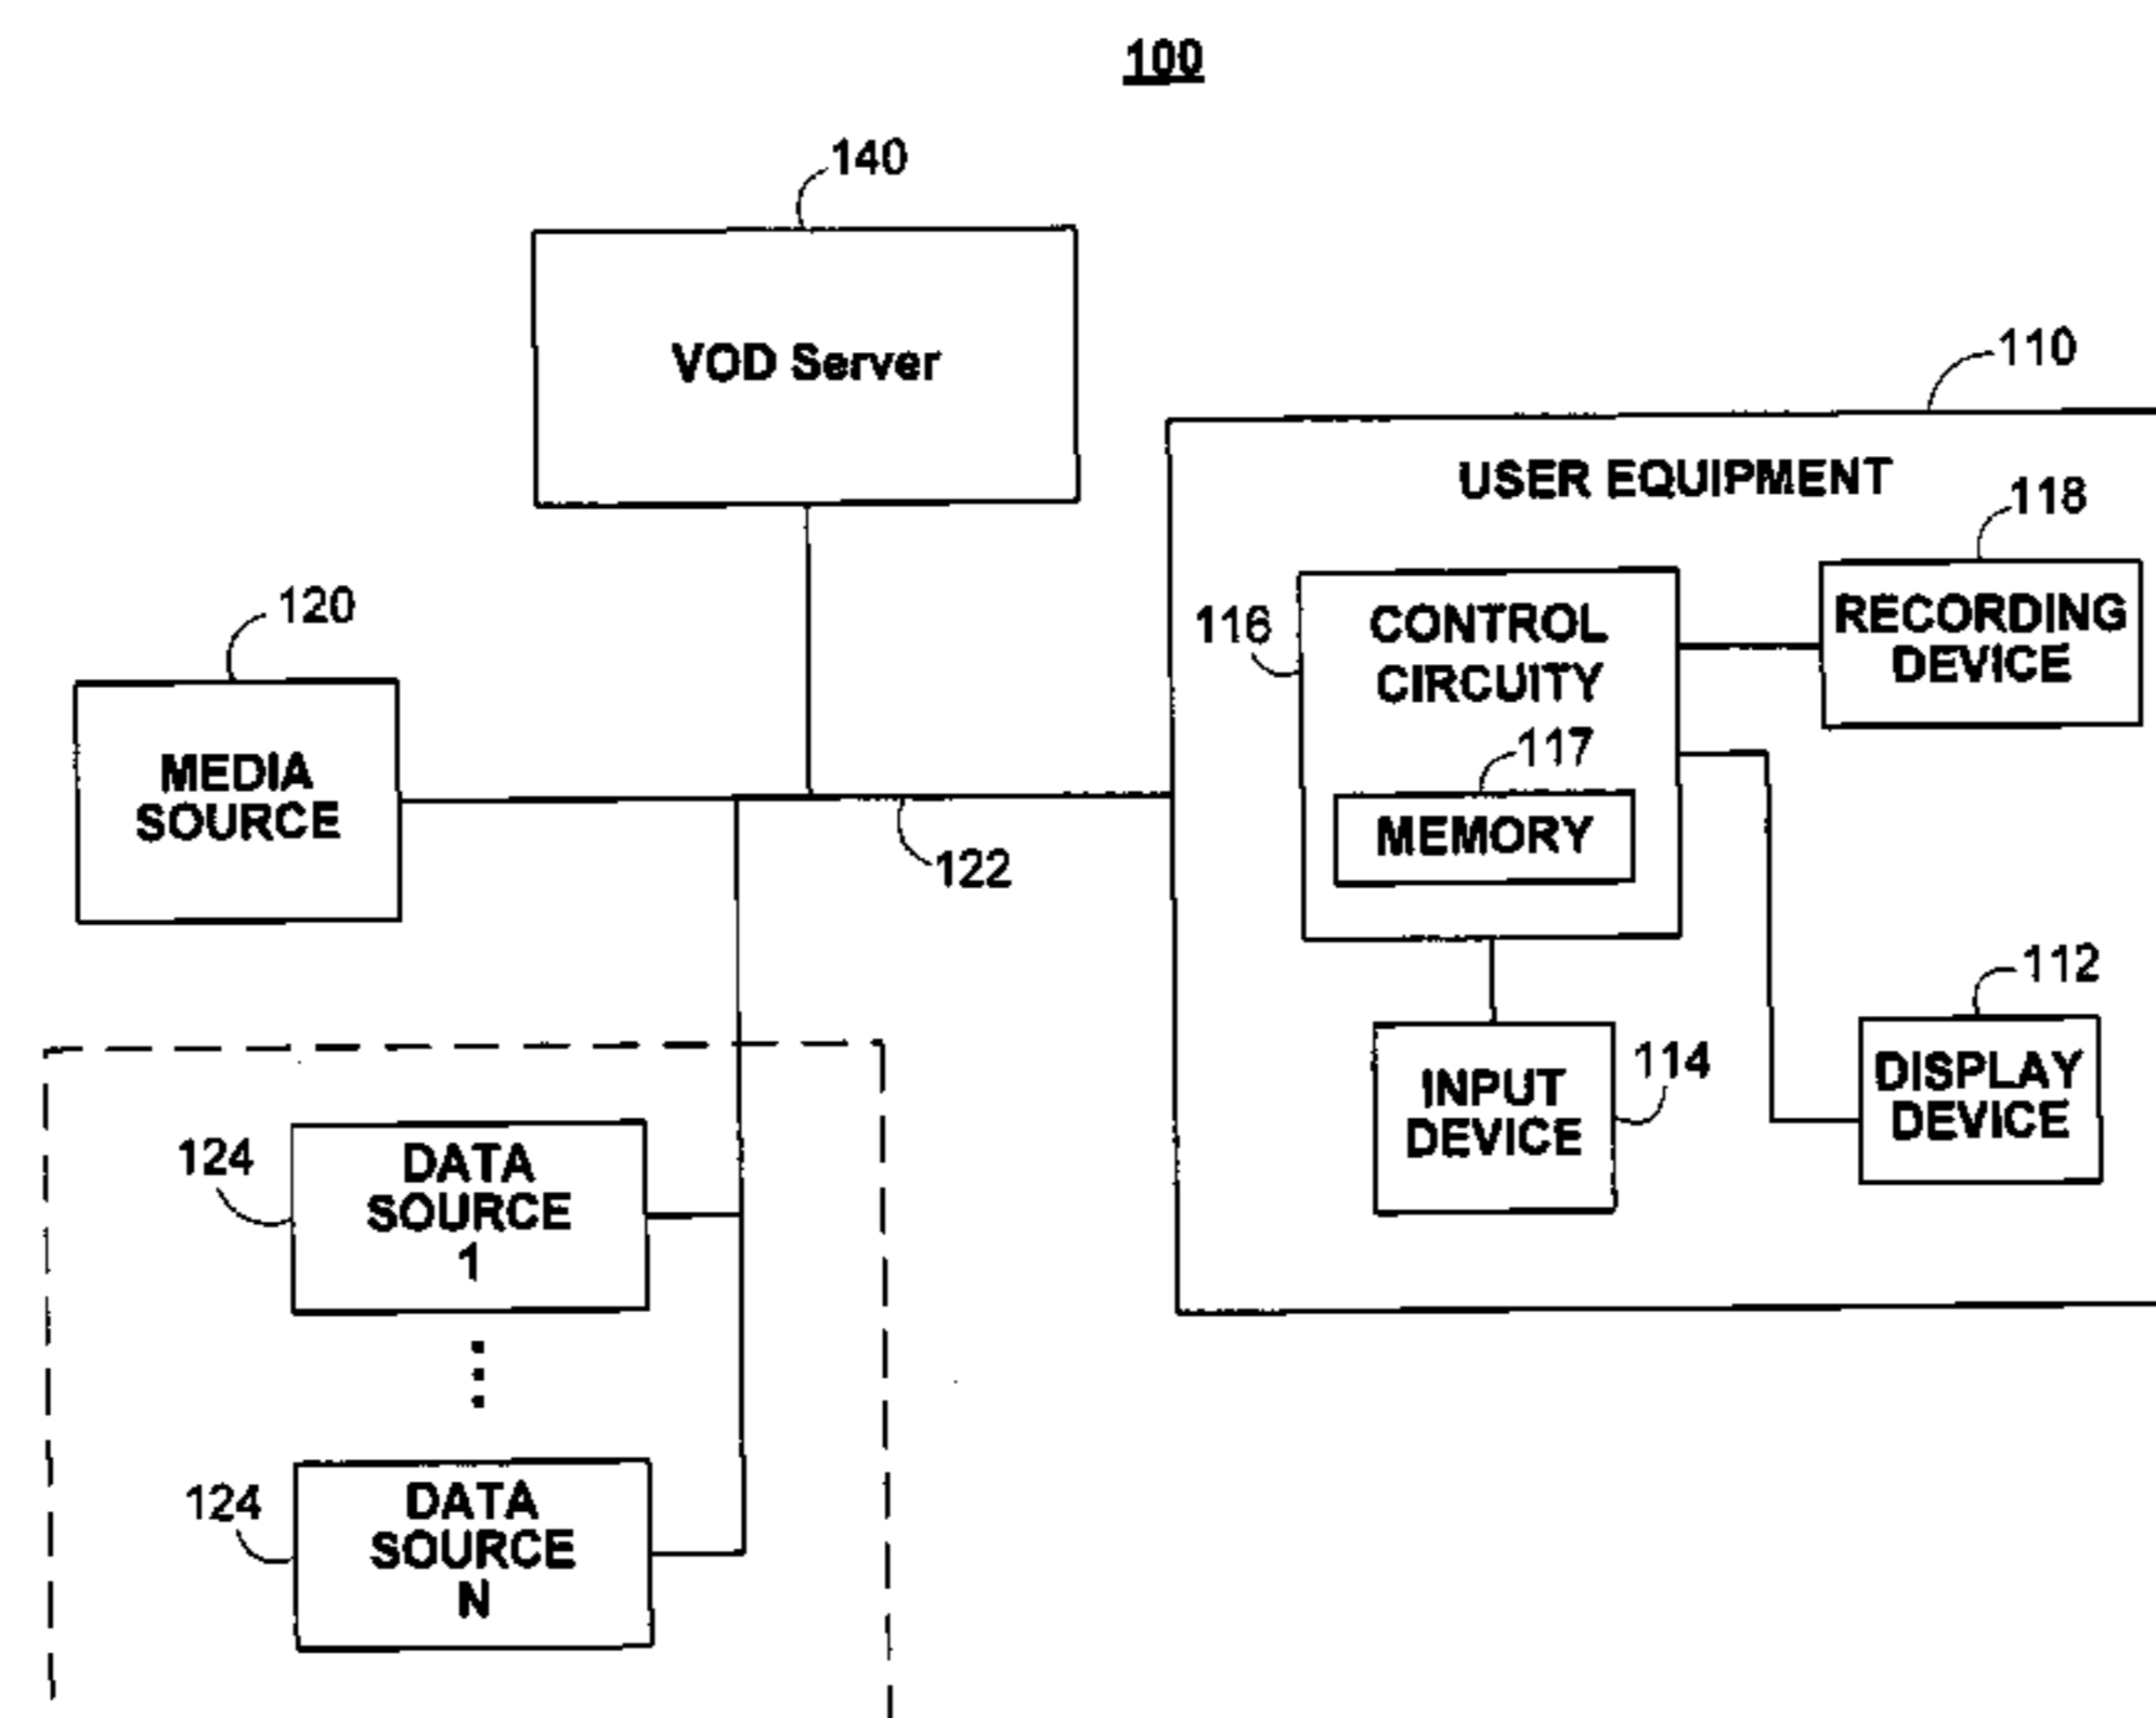 100
140
VOD Server
110
USER EQUIPMENT
118
RECORDING
DEVICE
116
CONTROL
CIRCUITY
117
MEMORY
120
MEDIA
SOURCE
122
112
DISPLAY
DEVICE
114
INPUT
DEVICE
124
DATA
SOURCE
1
124
DATA
SOURCE
N